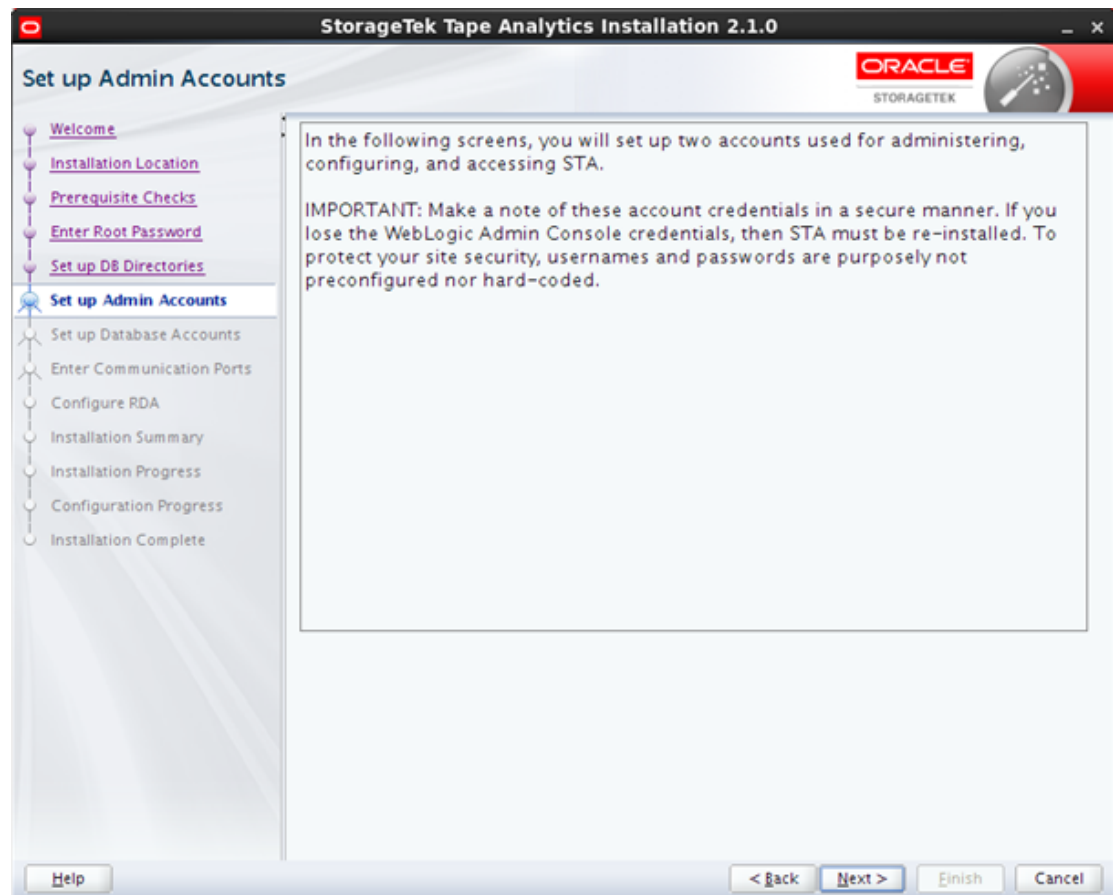 StorageTek Tape Analytics Installation 2.1.0
Set up Admin Accounts
ORACLE
STORAGETEK
Welcome
Installation Location
Prerequisite Checks
Enter Root Password
Set up DB Directories
Set up Admin Accounts
Set up Database Accounts
Enter Communication Ports
Configure RDA
Installation Summary
Installation Progress
Configuration Progress
Installation Complete
In the following screens, you will set up two accounts used for administering,
configuring, and accessing STA.
IMPORTANT: Make a note of these account credentials in a secure manner. If you
lose the WebLogic Admin Console credentials, then STA must be re-installed. To
protect your site security, usernames and passwords are purposely not
preconfigured nor hard-coded.
Help
< Back
Next >
Finish
Cancel